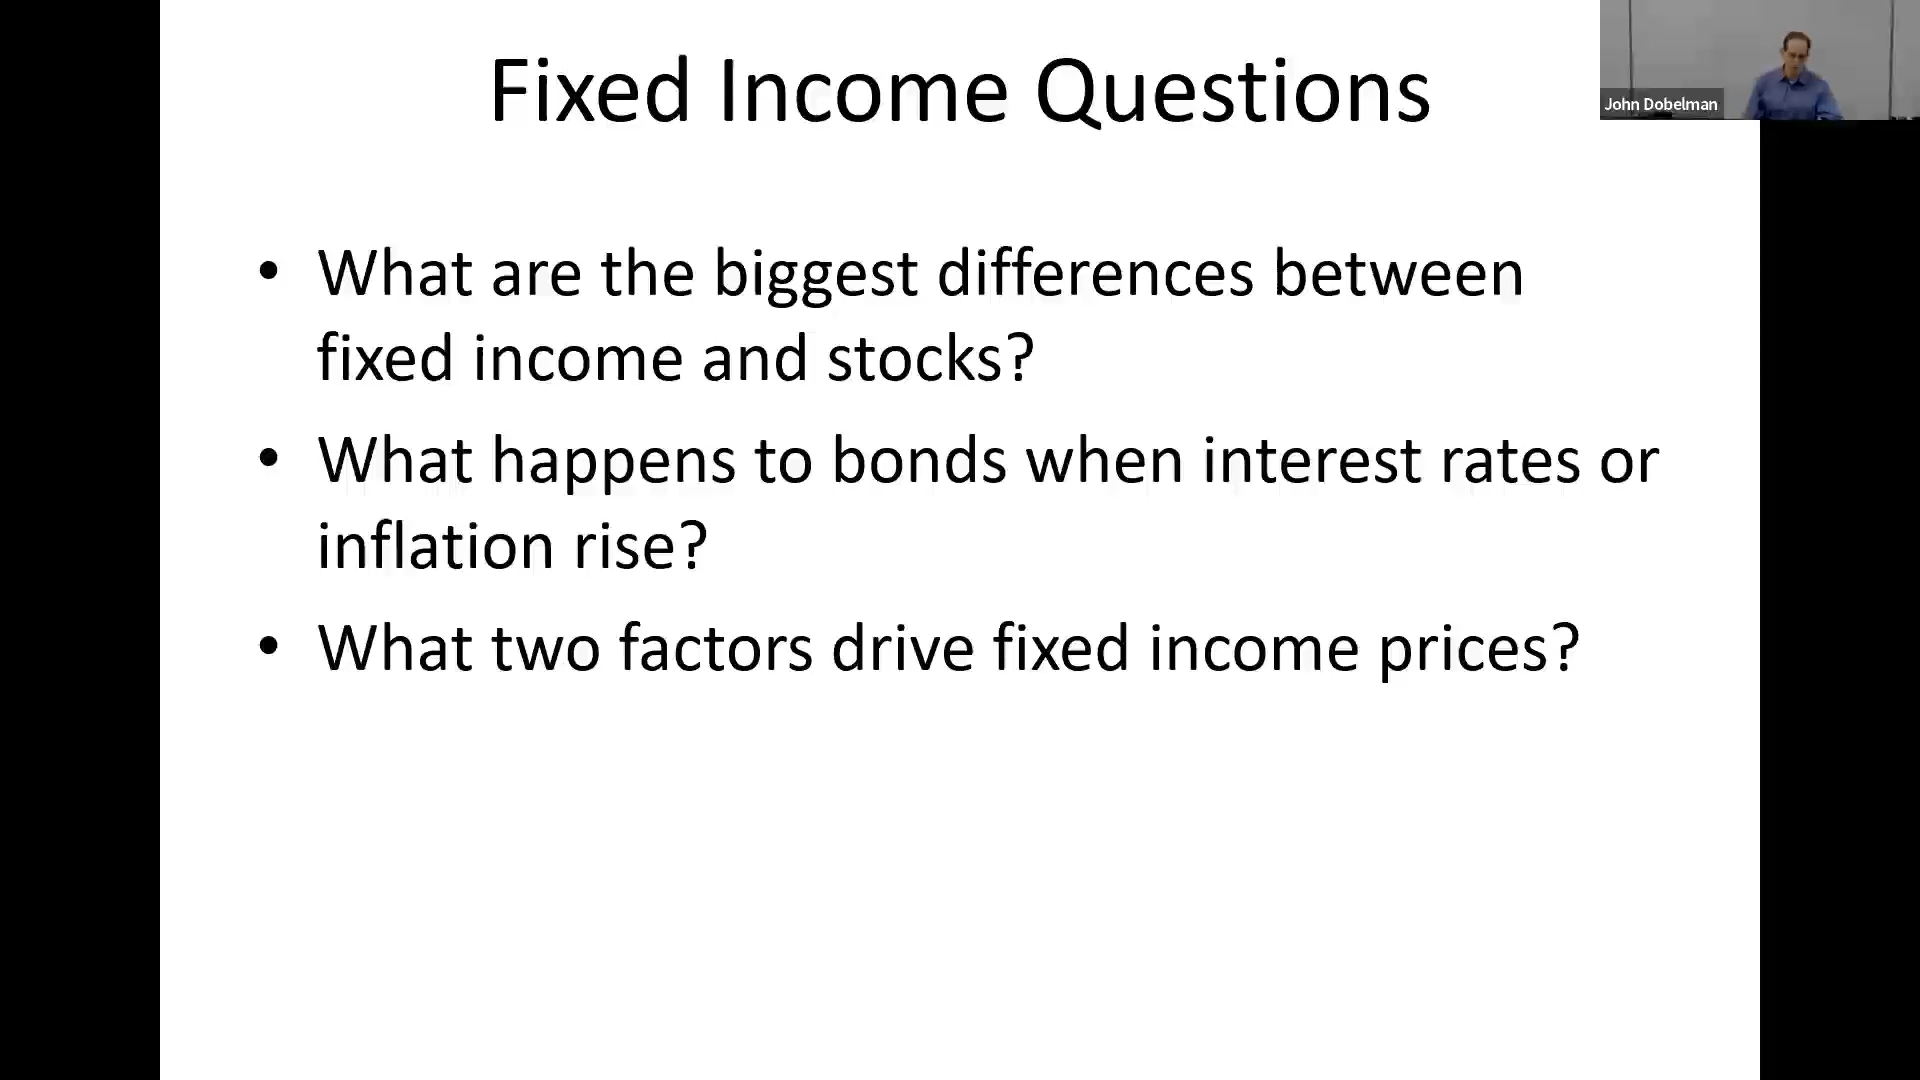 Fixed Income Questions
John Dobelman
• What are the biggest differences between
fixed income and stocks?
• What happens to bonds when interest rates or
inflation rise?
• What two factors drive fixed income prices?